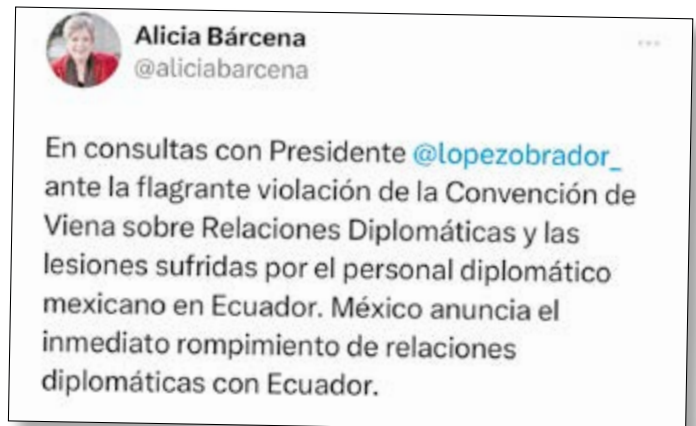 Alicia Bárcena
@aliciabarcena
En consultas con Presidente @lopezobrador_
ante la flagrante violación de la Convención de
Viena sobre Relaciones Diplomáticas y las
lesiones sufridas por el personal diplomático
mexicano en Ecuador. México anuncia el
inmediato rompimiento de relaciones
diplomáticas con Ecuador.